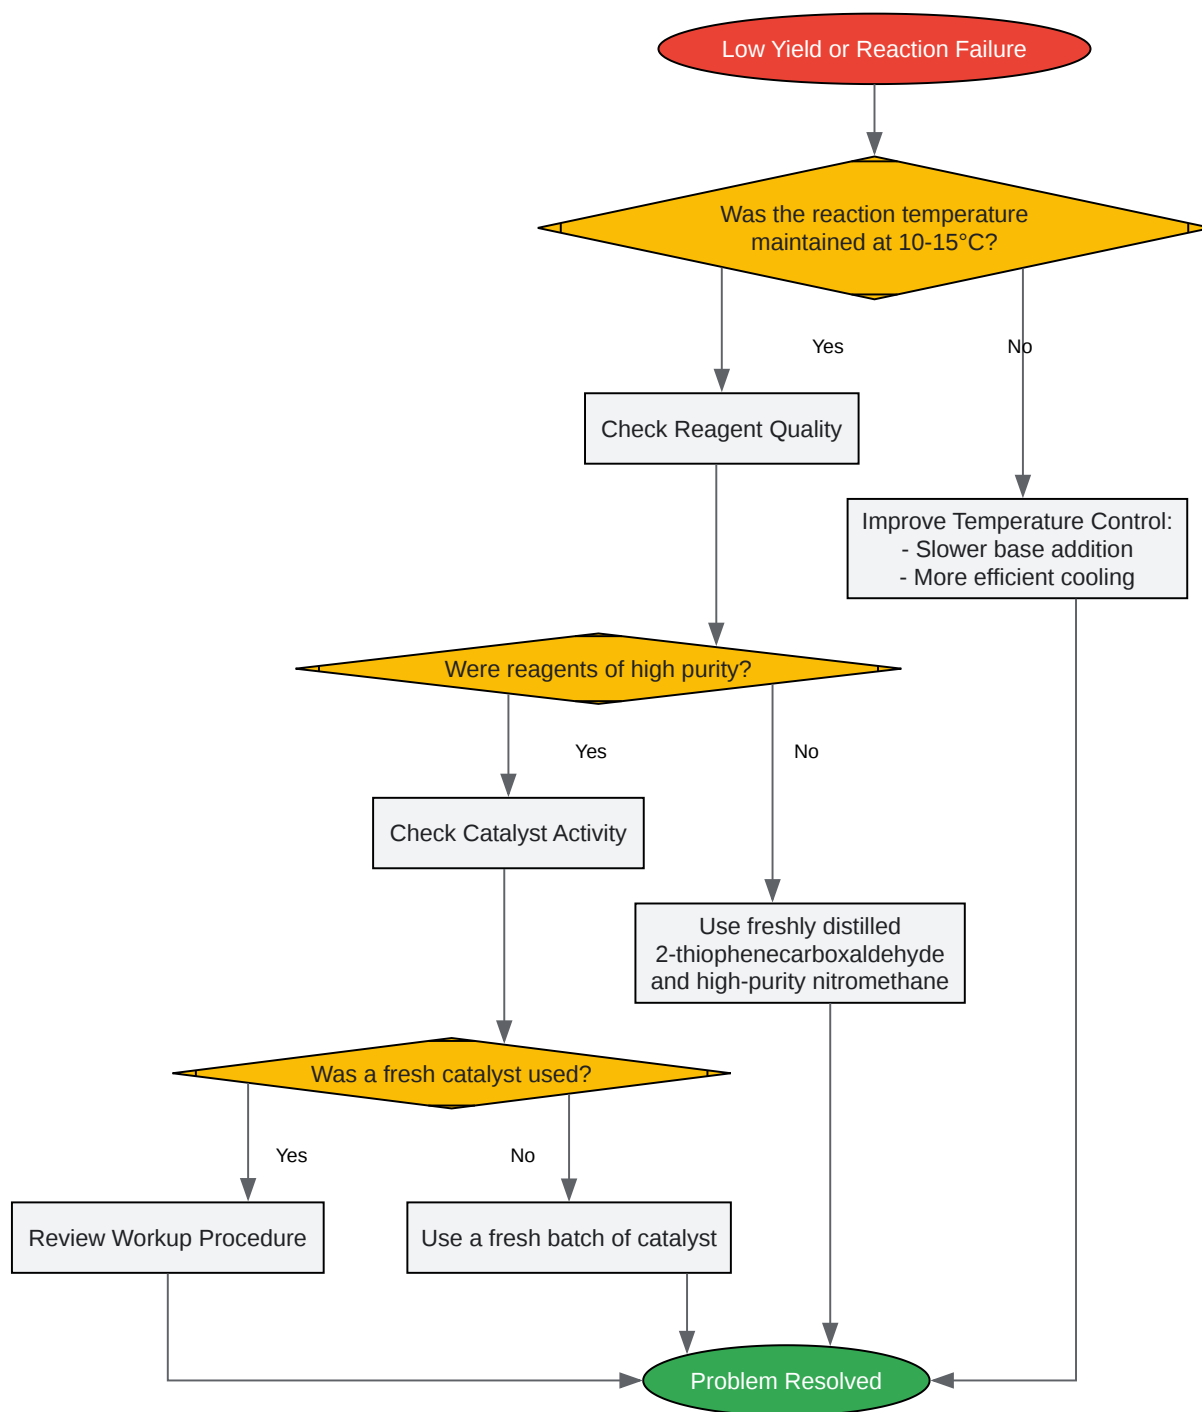 Low Yield or Reaction Failure
Was the reaction temperature
maintained at 10-15°C?
Yes
No
Check Reagent Quality
Improve Temperature Control:
- Slower base addition
- More efficient cooling
Were reagents of high purity?
Yes
No
Check Catalyst Activity
Use freshly distilled
2-thiophenecarboxaldehyde
and high-purity nitromethane
Was a fresh catalyst used?
Yes
No
Review Workup Procedure
Use a fresh batch of catalyst
Problem Resolved